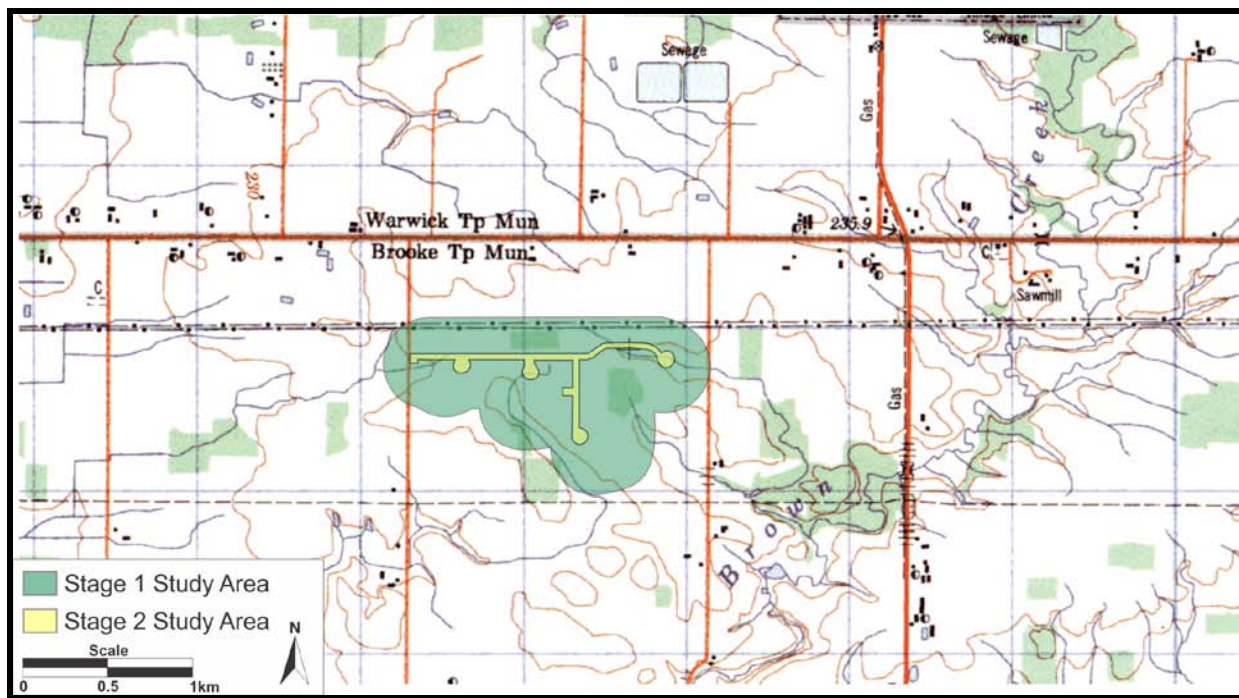 Sewage
Sewage
Gas
Creek
230
Warwick Tp Mun
235.9
Brooke Tp Mun
C
C
Sawmill
Gas
Brown
Stage 1 Study Area
Stage 2 Study Area
Scale
N
0 0.5 1km